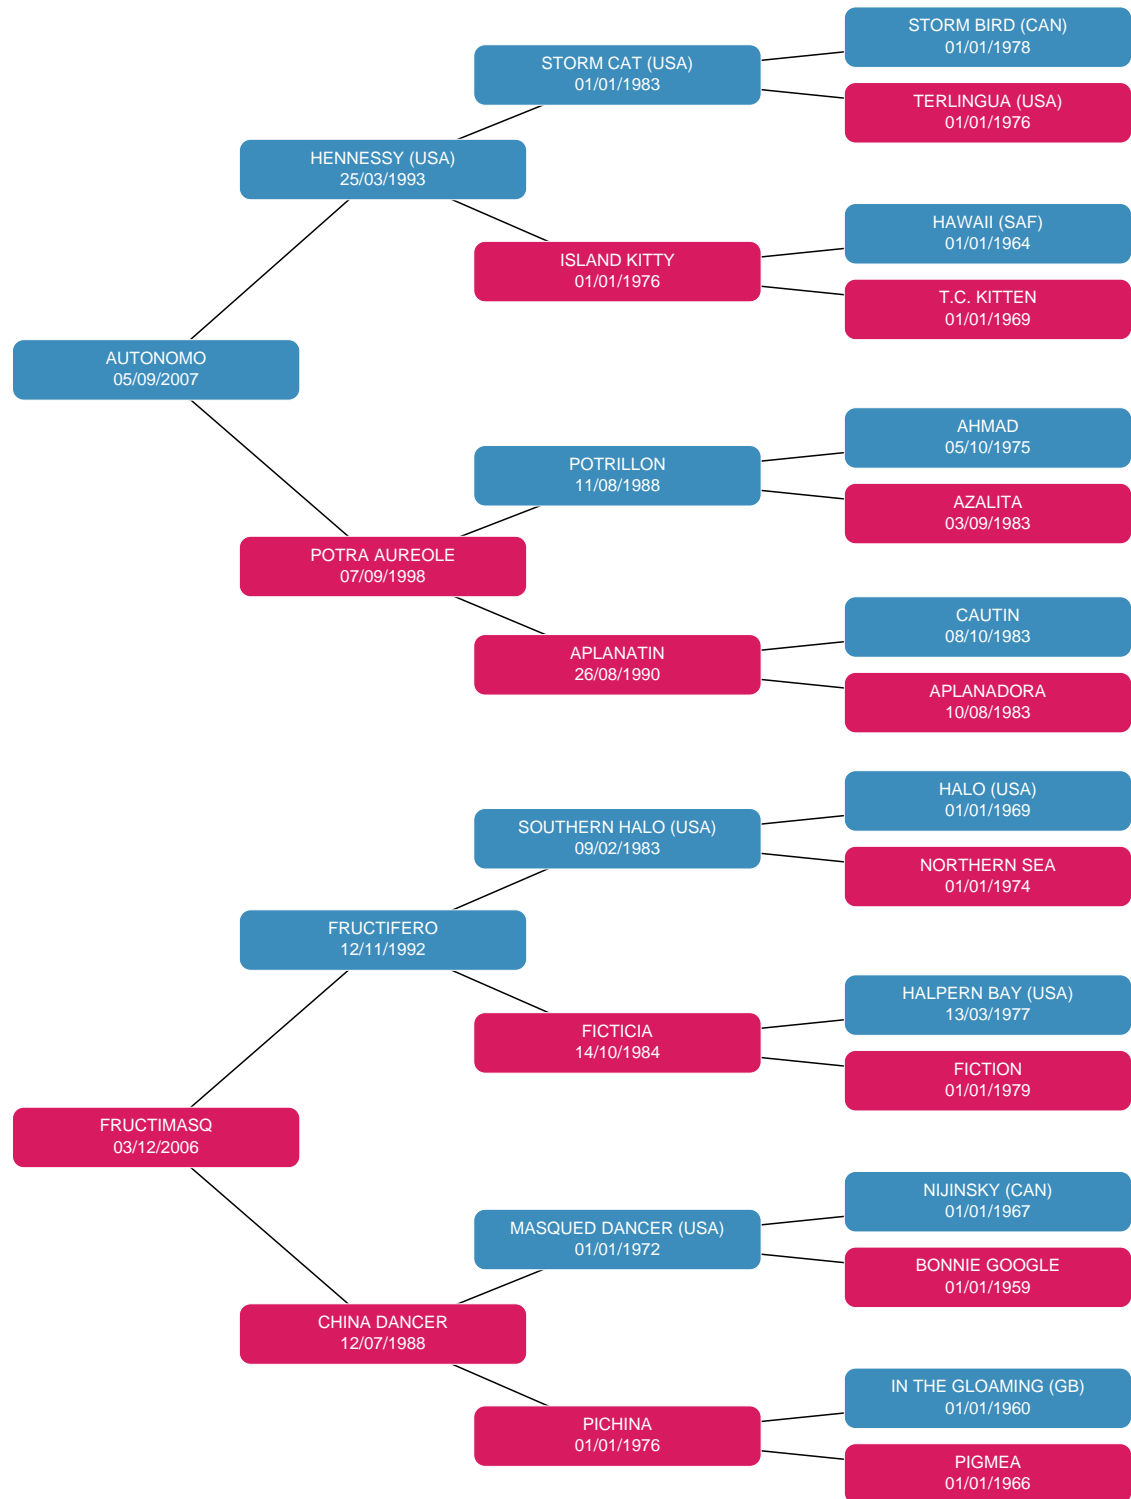 STORM BIRD (CAN)
01/01/1978
STORM CAT (USA)
01/01/1983
TERLINGUA (USA)
01/01/1976
HENNESSY (USA)
25/03/1993
HAWAII (SAF)
01/01/1964
ISLAND KITTY
01/01/1976
T.C. KITTEN
01/01/1969
AUTONOMO
05/09/2007
AHMAD
05/10/1975
POTRILLON
11/08/1988
AZALITA
03/09/1983
POTRA AUREOLE
07/09/1998
CAUTIN
08/10/1983
APLANATIN
26/08/1990
APLANADORA
10/08/1983
HALO (USA)
01/01/1969
SOUTHERN HALO (USA)
09/02/1983
NORTHERN SEA
01/01/1974
FRUCTIFERO
12/11/1992
HALPERN BAY (USA)
13/03/1977
FICTICIA
14/10/1984
FICTION
01/01/1979
FRUCTIMASQ
03/12/2006
NIJINSKY (CAN)
01/01/1967
MASQUED DANCER (USA)
01/01/1972
BONNIE GOOGLE
01/01/1959
CHINA DANCER
12/07/1988
IN THE GLOAMING (GB)
01/01/1960
PICHINA
01/01/1976
PIGMEA
01/01/1966